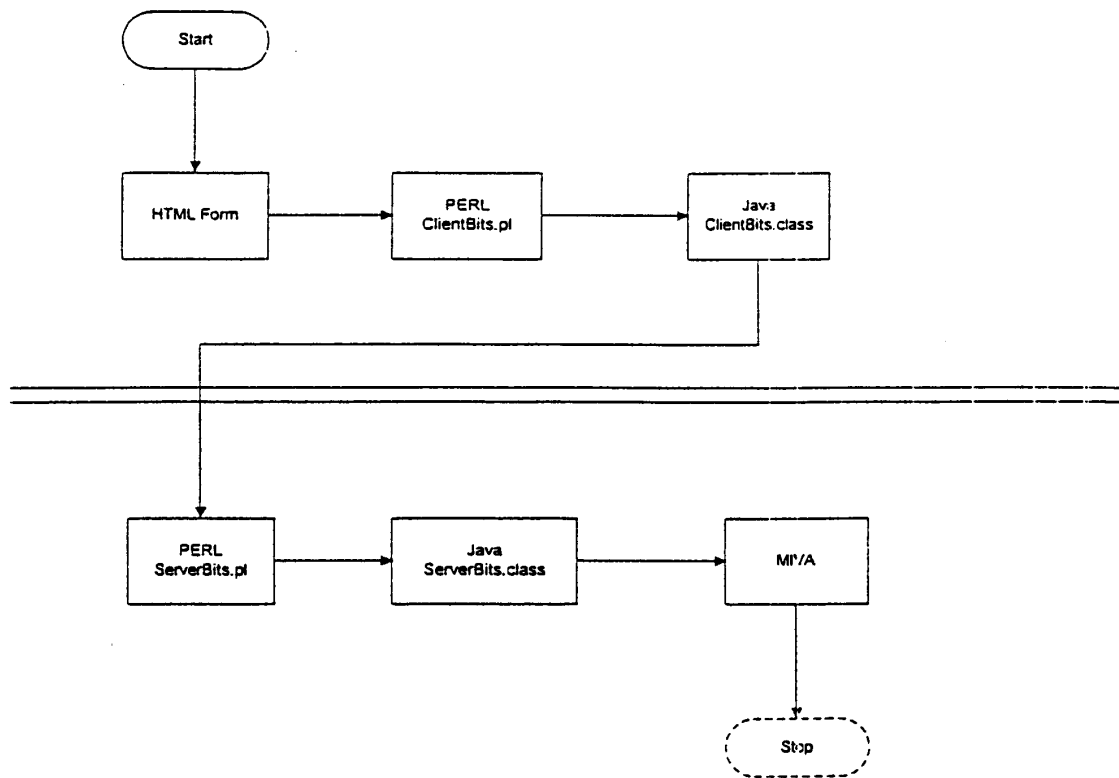 Start
HTML Form
PERL
ClientBits.pl
Java
ClientBits.class
PERL
ServerBits.pl
Java
ServerBits.class
Stop